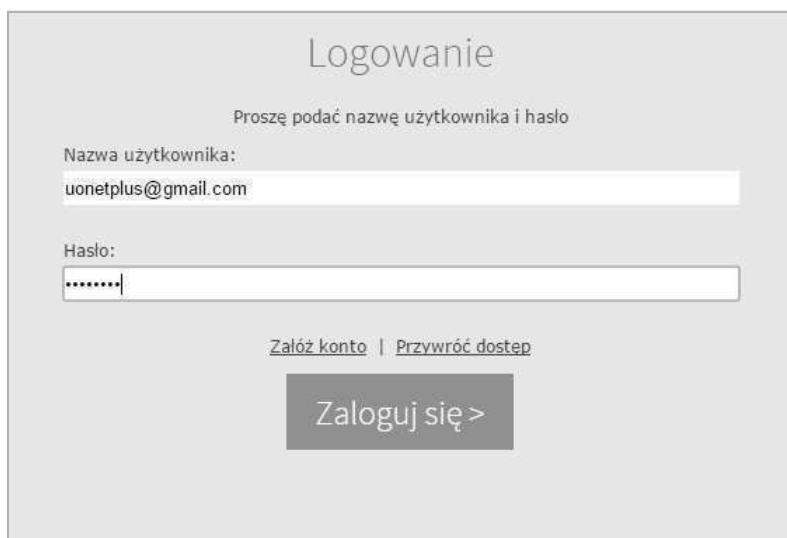 Logowanie
Proszę podać nazwę użytkownika i hasło
Nazwa użytkownika:
uonetplus@gmail.com
Hasło:
••••••••
Załóż konto | Przywróć dostęp
Zaloguj się >